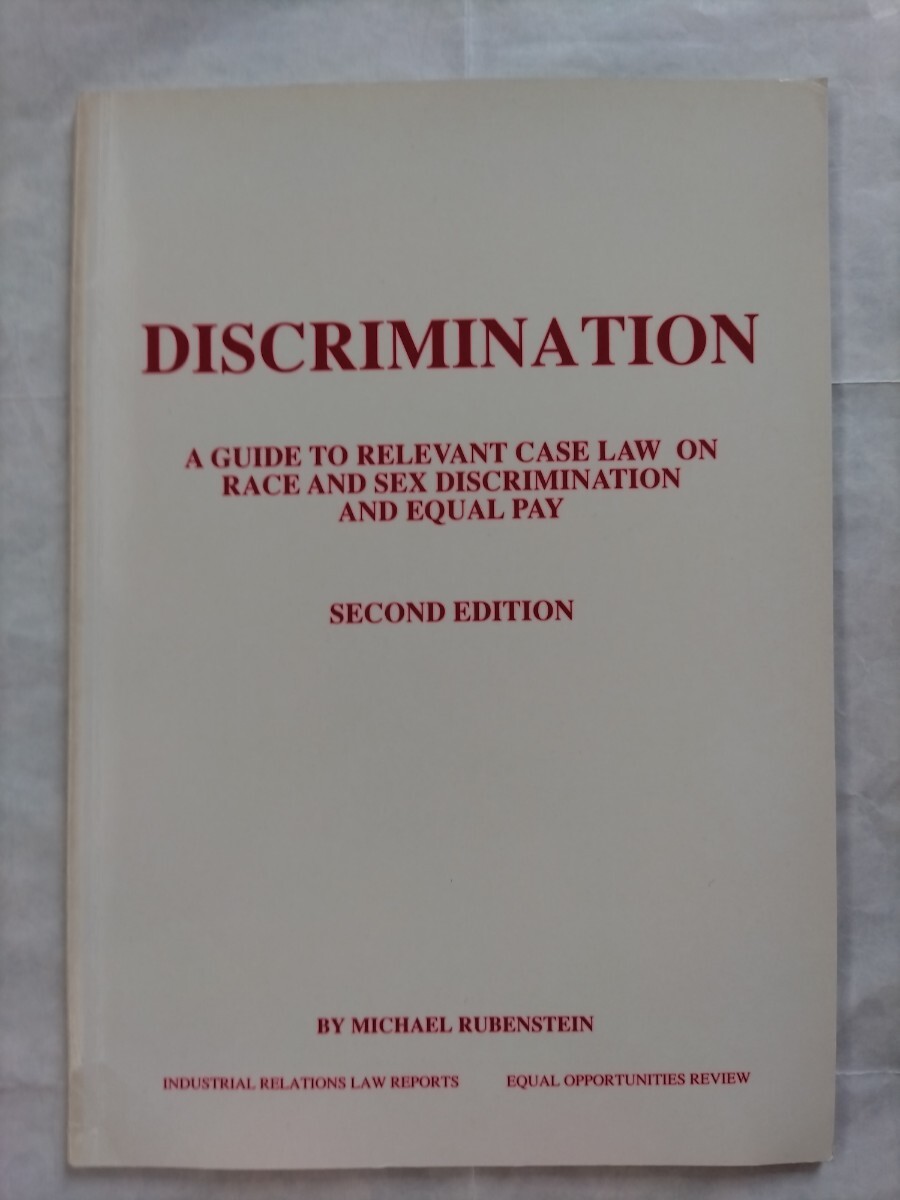 DISCRIMINATION
A GUIDE TO RELEVANT CASE LAW ON
RACE AND SEX DISCRIMINATION
AND EQUAL PAY
SECOND EDITION
BY MICHAEL RUBENSTEIN
INDUSTRIAL RELATIONS LAW REPORTS EQUAL OPPORTUNITIES REVIEW